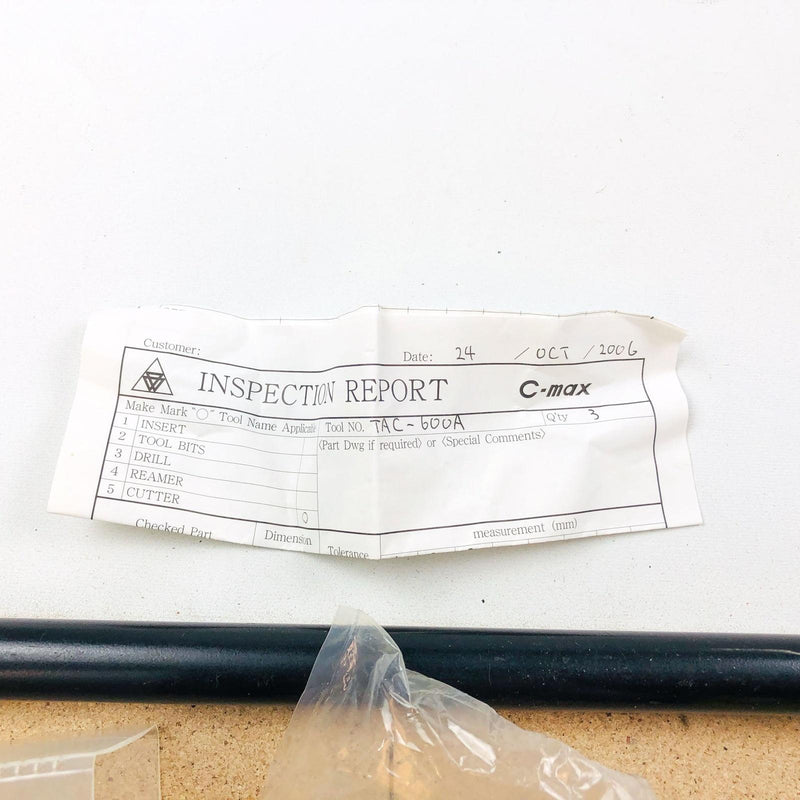 Customer: Date: 24 /OCT /2006
INSPECTION REPORT C-max
Make Mark "○" Tool Name Applicable Tool NO. TAC-600A Q'ty 3
1 INSERT (Part Dwg if required) or (Special Comments)
2 TOOL BITS
3 DRILL
4 REAMER
5 CUTTER ○
Checked Part Dimension Tolerance measurement (mm)